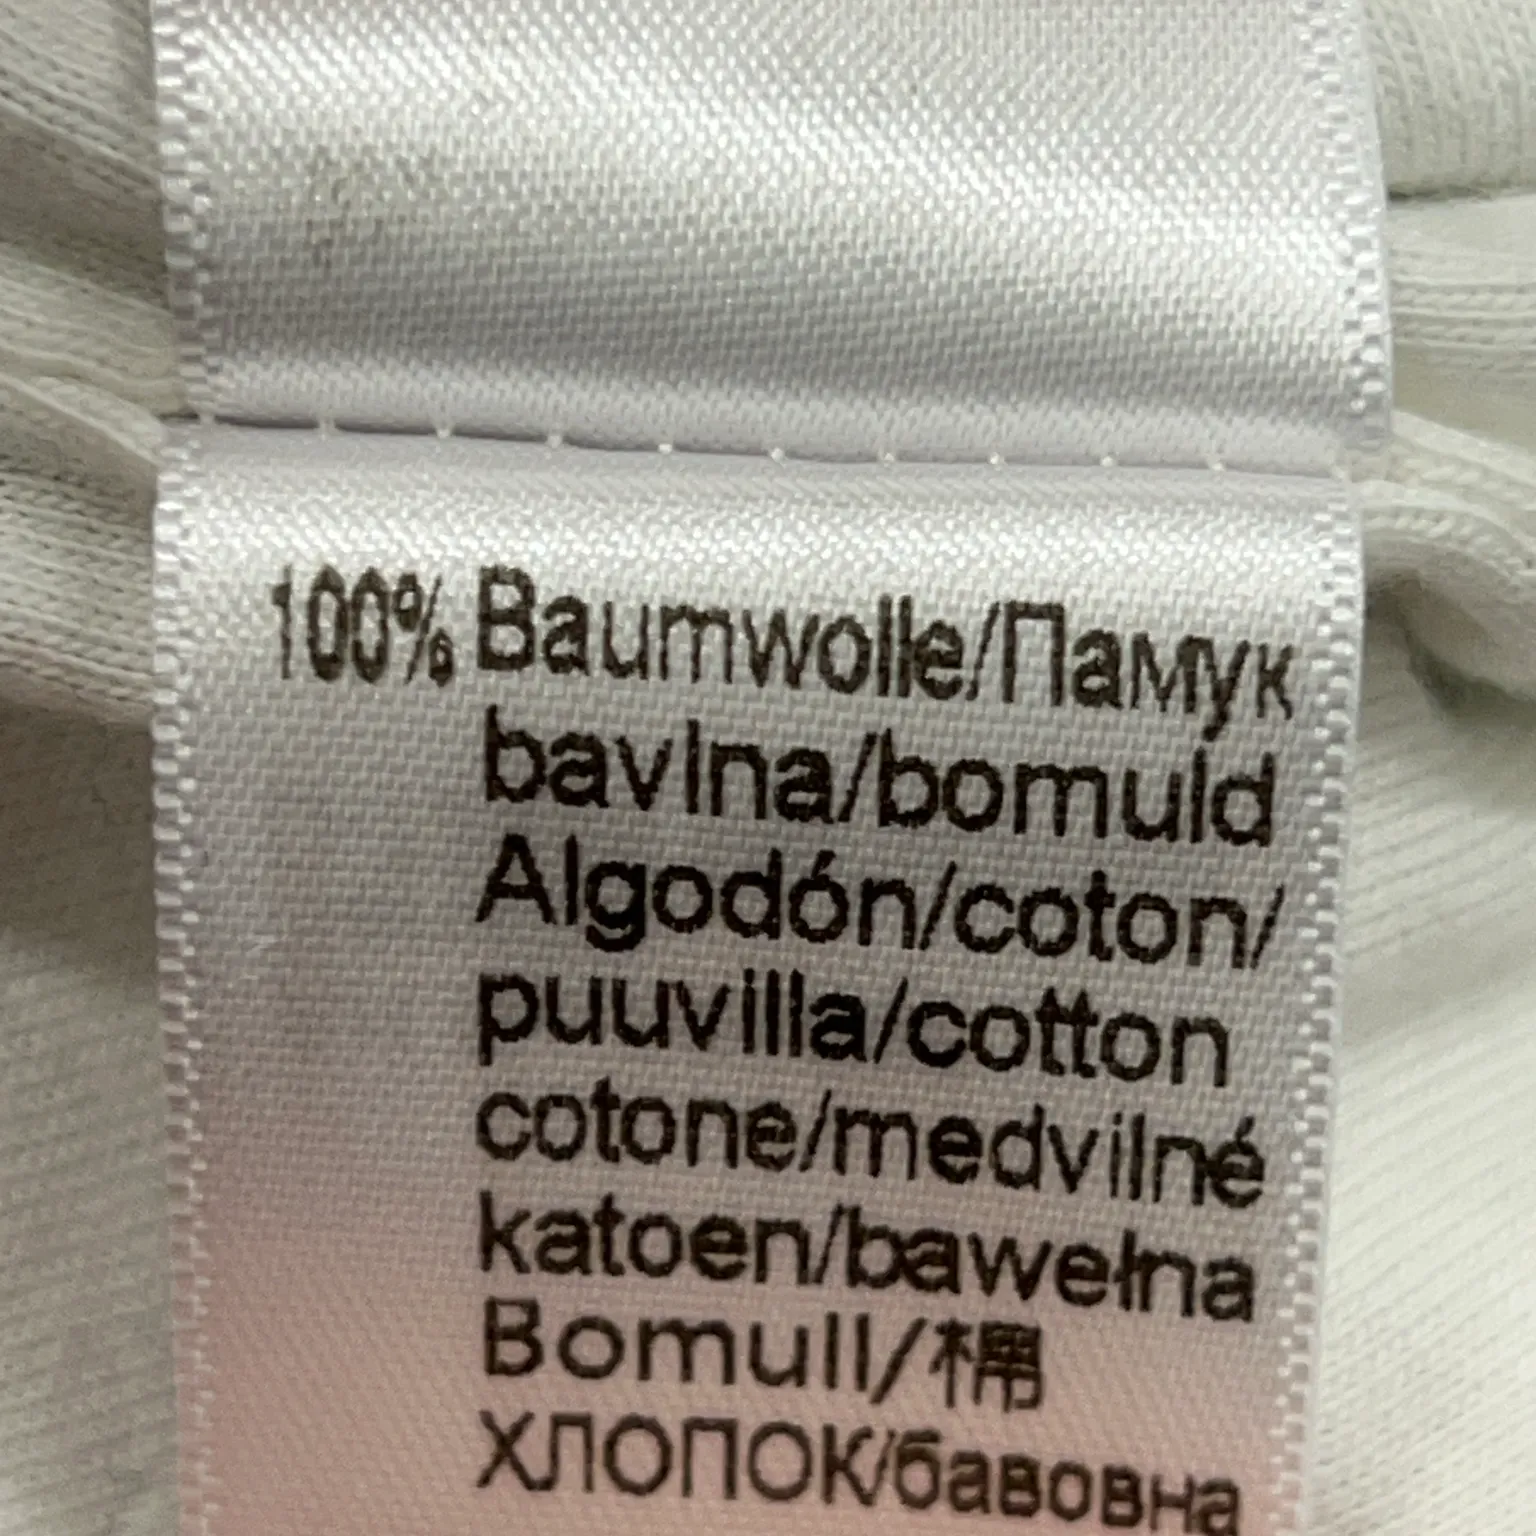 100% Baumwolle/Памук
bavlna/bomuld
Algodón/coton/
puuvilla/cotton
cotone/medvilné
katoen/bawełna
Bomull/棉
ХЛОПОК/бавовна